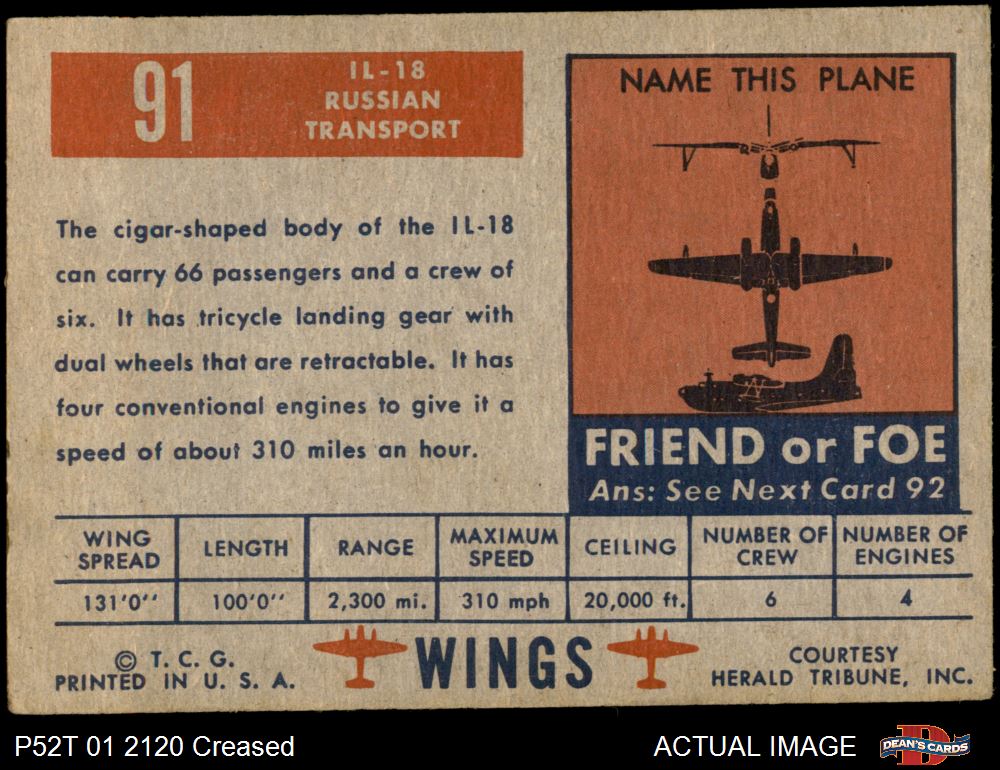 91
IL-18
RUSSIAN
TRANSPORT
The cigar-shaped body of the IL-18
can carry 66 passengers and a crew of
six. It has tricycle landing gear with
dual wheels that are retractable. It has
four conventional engines to give it a
speed of about 310 miles an hour.
NAME THIS PLANE
FRIEND or FOE
Ans: See Next Card 92
WING SPREAD LENGTH RANGE MAXIMUM SPEED CEILING NUMBER OF CREW NUMBER OF ENGINES
131'0'' 100'0'' 2,300 mi. 310 mph 20,000 ft. 6 4
© T. C. G.
PRINTED IN U. S. A.
WINGS
COURTESY
HERALD TRIBUNE, INC.
P52T 01 2120 Creased
ACTUAL IMAGE
D
DEAN'S CARDS